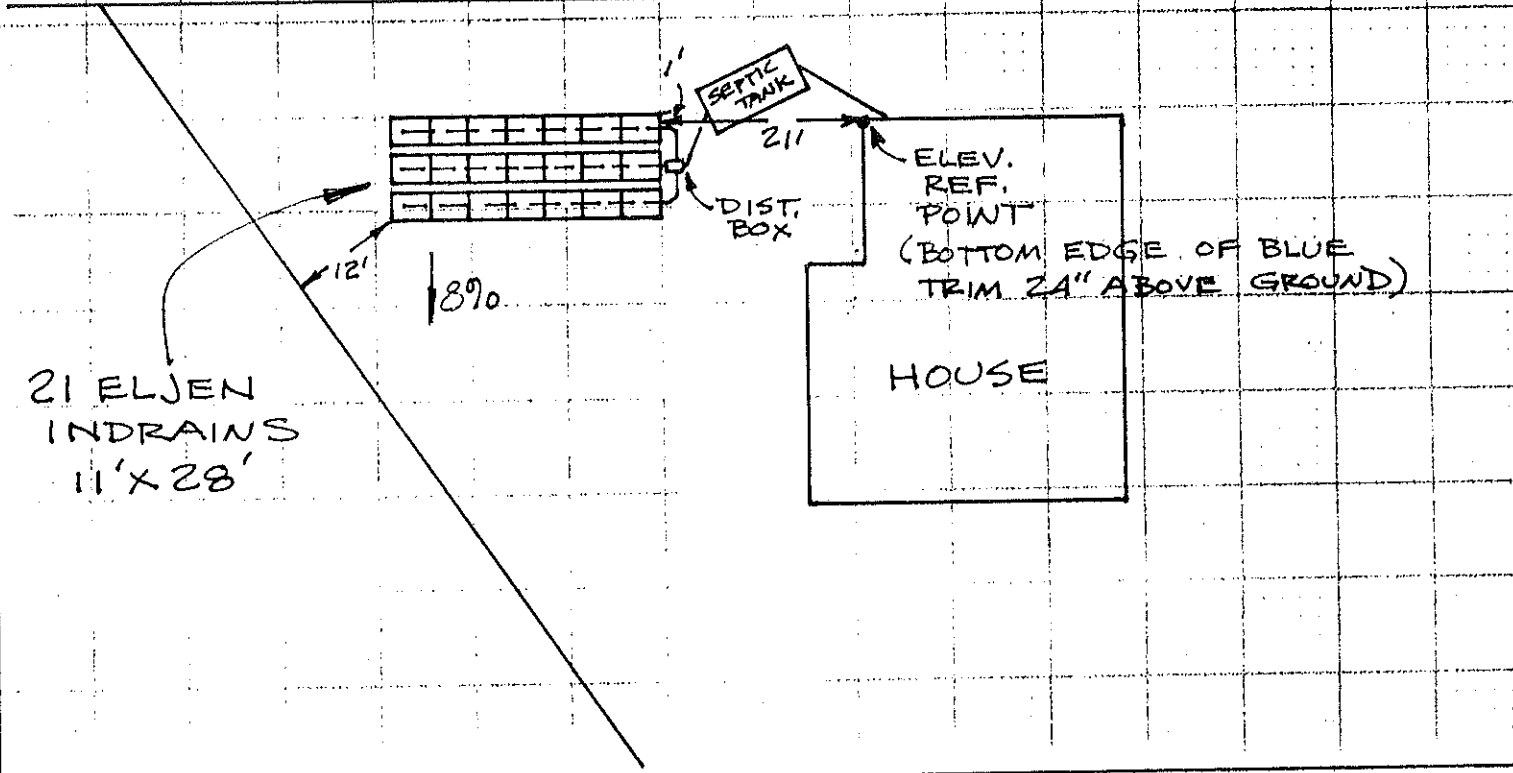 1'
SEPTIC
TANK
21'
ELEV.
REF.
POINT
(BOTTOM EDGE OF BLUE
TRIM 24" ABOVE GROUND)
DIST.
BOX
12'
8%
HOUSE
21 ELJEN
INDRAINS
11'X28'